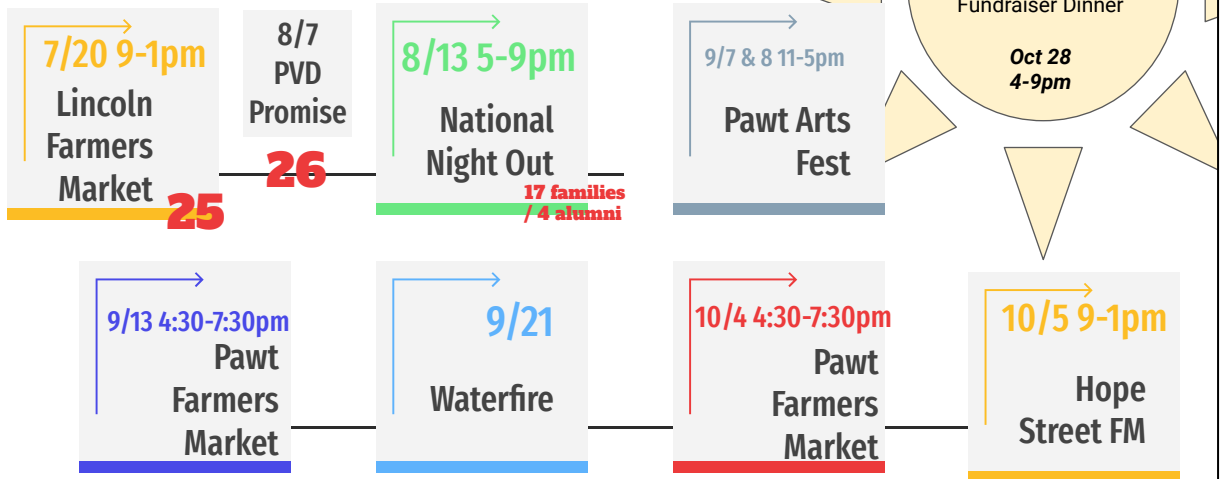 7/20 9-1pm
Lincoln
Farmers
Market
25
8/7
PVD
Promise
26
8/13 5-9pm
National
Night Out
17 families
/ 4 alumni
9/7 & 8 11-5pm
Pawt Arts
Fest
Fundraiser Dinner
Oct 28
4-9pm
9/13 4:30-7:30pm
Pawt
Farmers
Market
9/21
Waterfire
10/4 4:30-7:30pm
Pawt
Farmers
Market
10/5 9-1pm
Hope
Street FM